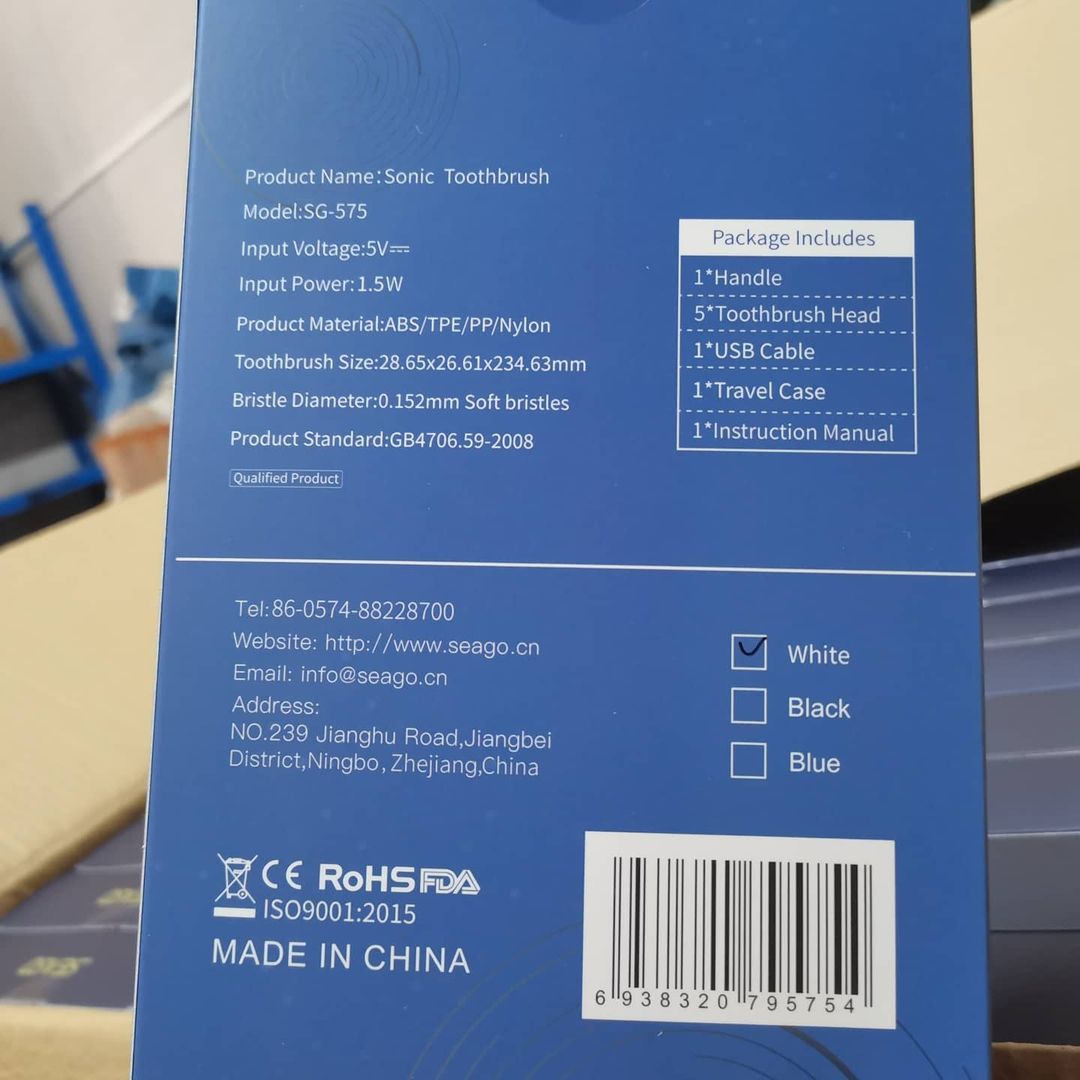 Product Name:Sonic Toothbrush
Model:SG-575
Input Voltage:5V⎓
Input Power:1.5W
Product Material:ABS/TPE/PP/Nylon
Toothbrush Size:28.65x26.61x234.63mm
Bristle Diameter:0.152mm Soft bristles
Product Standard:GB4706.59-2008
Qualified Product
Package Includes
1*Handle
5*Toothbrush Head
1*USB Cable
1*Travel Case
1*Instruction Manual
Tel:86-0574-88228700
Website: http://www.seago.cn
Email: info@seago.cn
Address:
NO.239 Jianghu Road,Jiangbei
District,Ningbo,Zhejiang,China
White
Black
Blue
CE RoHS FDA
ISO9001:2015
MADE IN CHINA
6 938320 795754